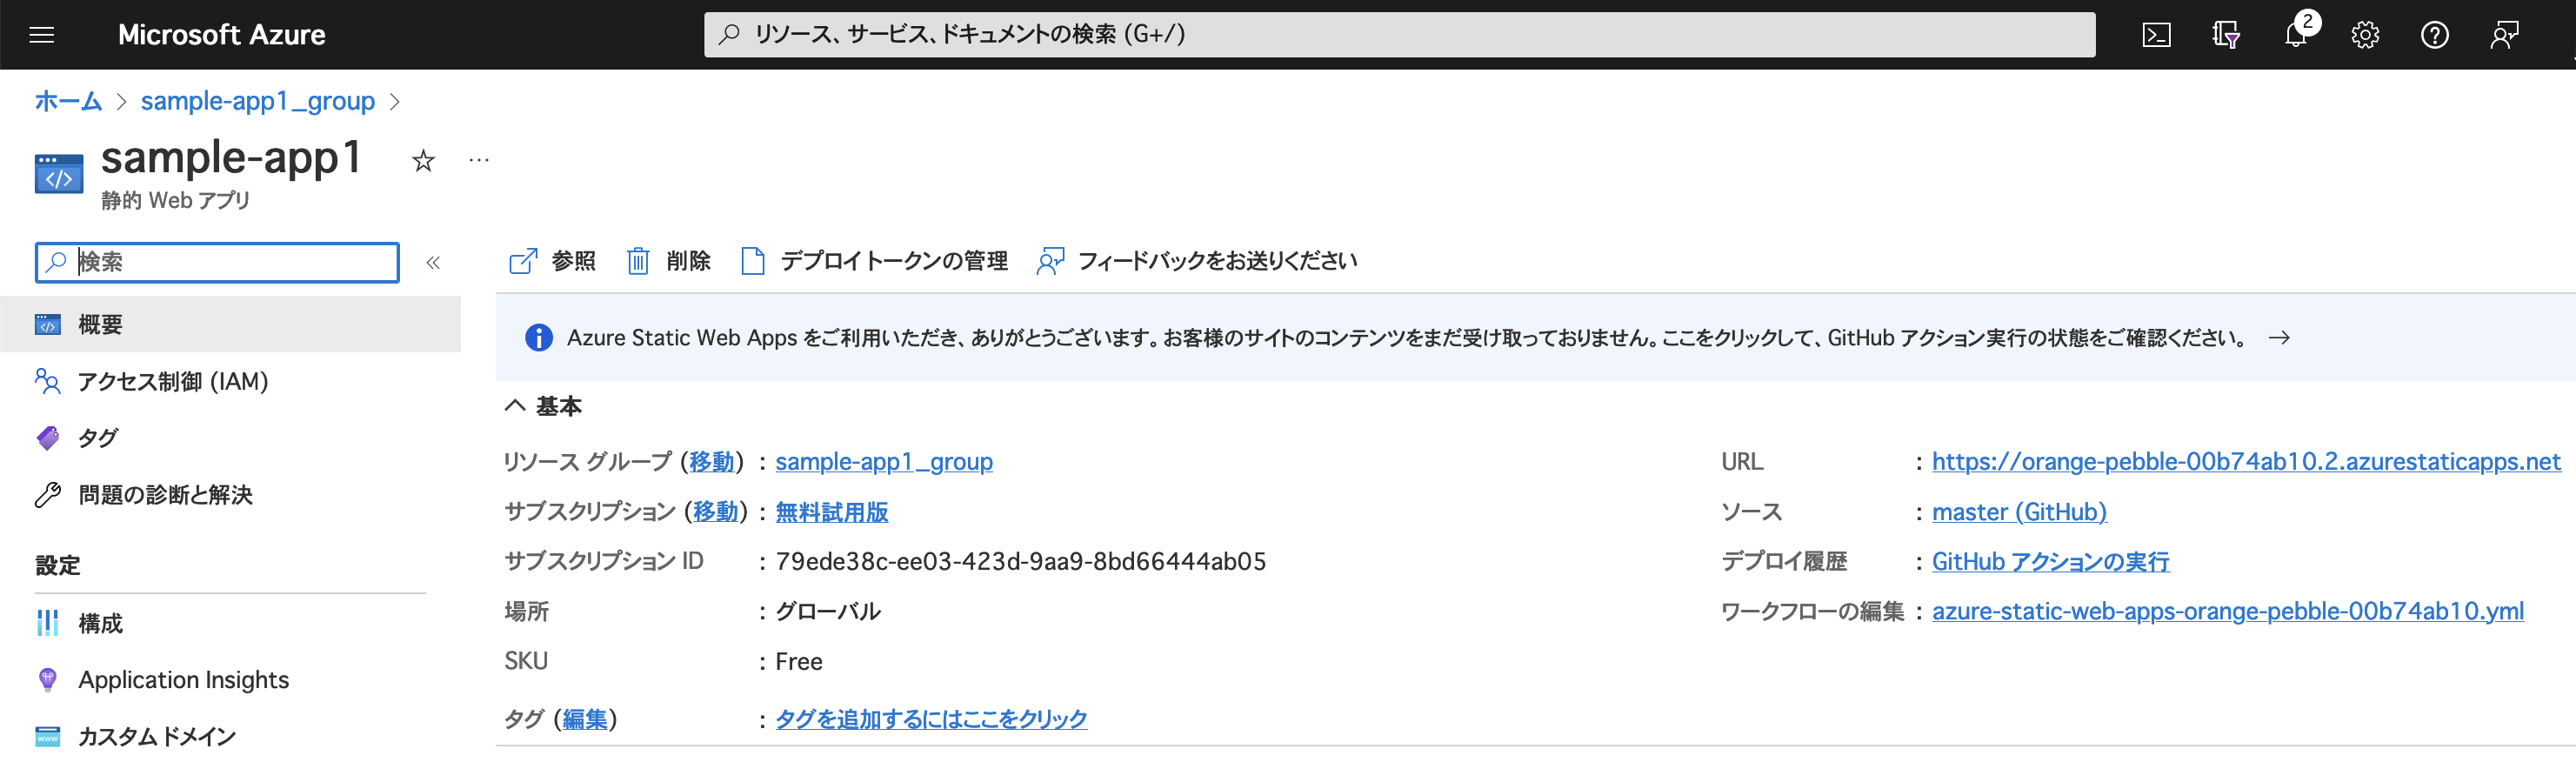 Microsoft Azure
リソース、サービス、ドキュメントの検索 (G+/)
2
ホーム > sample-app1_group >
sample-app1
静的 Web アプリ
検索
概要
アクセス制御 (IAM)
タグ
問題の診断と解決
設定
構成
Application Insights
カスタム ドメイン
参照 削除 デプロイ トークンの管理 フィードバックをお送りください
Azure Static Web Apps をご利用いただき、ありがとうございます。お客様のサイトのコンテンツをまだ受け取っておりません。ここをクリックして、GitHub アクション実行の状態をご確認ください。 →
基本
リソース グループ (移動) : sample-app1_group
サブスクリプション (移動) : 無料試用版
サブスクリプション ID : 79ede38c-ee03-423d-9aa9-8bd66444ab05
場所 : グローバル
SKU : Free
タグ (編集) : タグを追加するにはここをクリック
URL : https://orange-pebble-00b74ab10.2.azurestaticapps.net
ソース : master (GitHub)
デプロイ履歴 : GitHub アクションの実行
ワークフローの編集 : azure-static-web-apps-orange-pebble-00b74ab10.yml